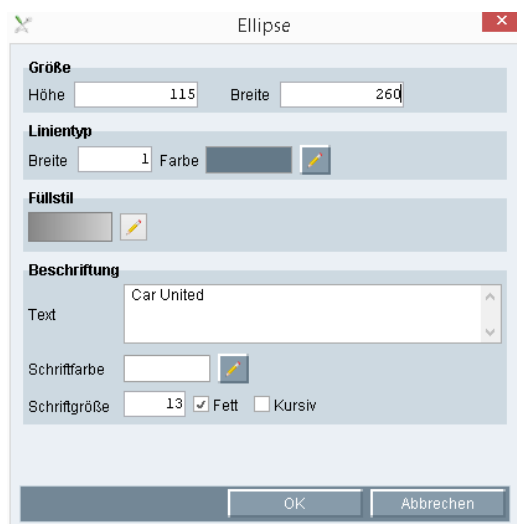 Ellipse
Größe
Höhe 115 Breite 260
Linientyp
Breite 1 Farbe
Füllstil
Beschriftung
Text Car United
Schriftfarbe
Schriftgröße 13 Fett Kursiv
OK Abbrechen